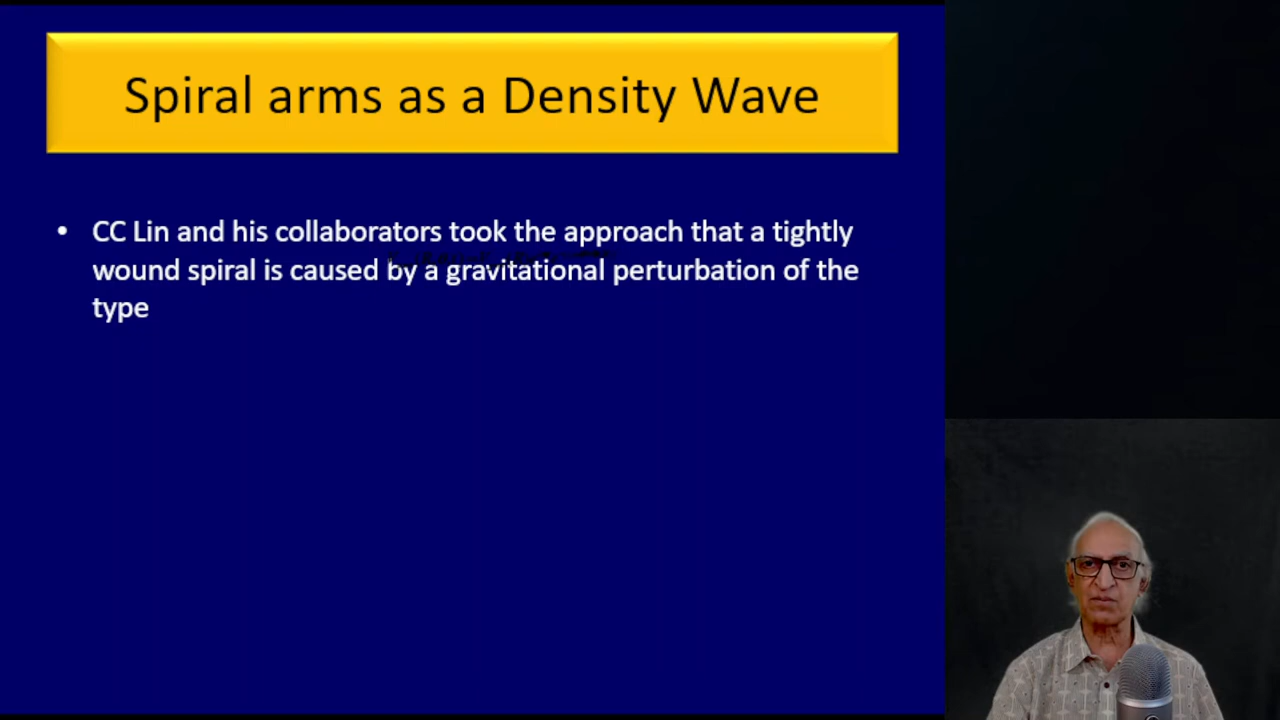 Spiral arms as a Density Wave
• CC Lin and his collaborators took the approach that a tightly
wound spiral is caused by a gravitational perturbation of the
type